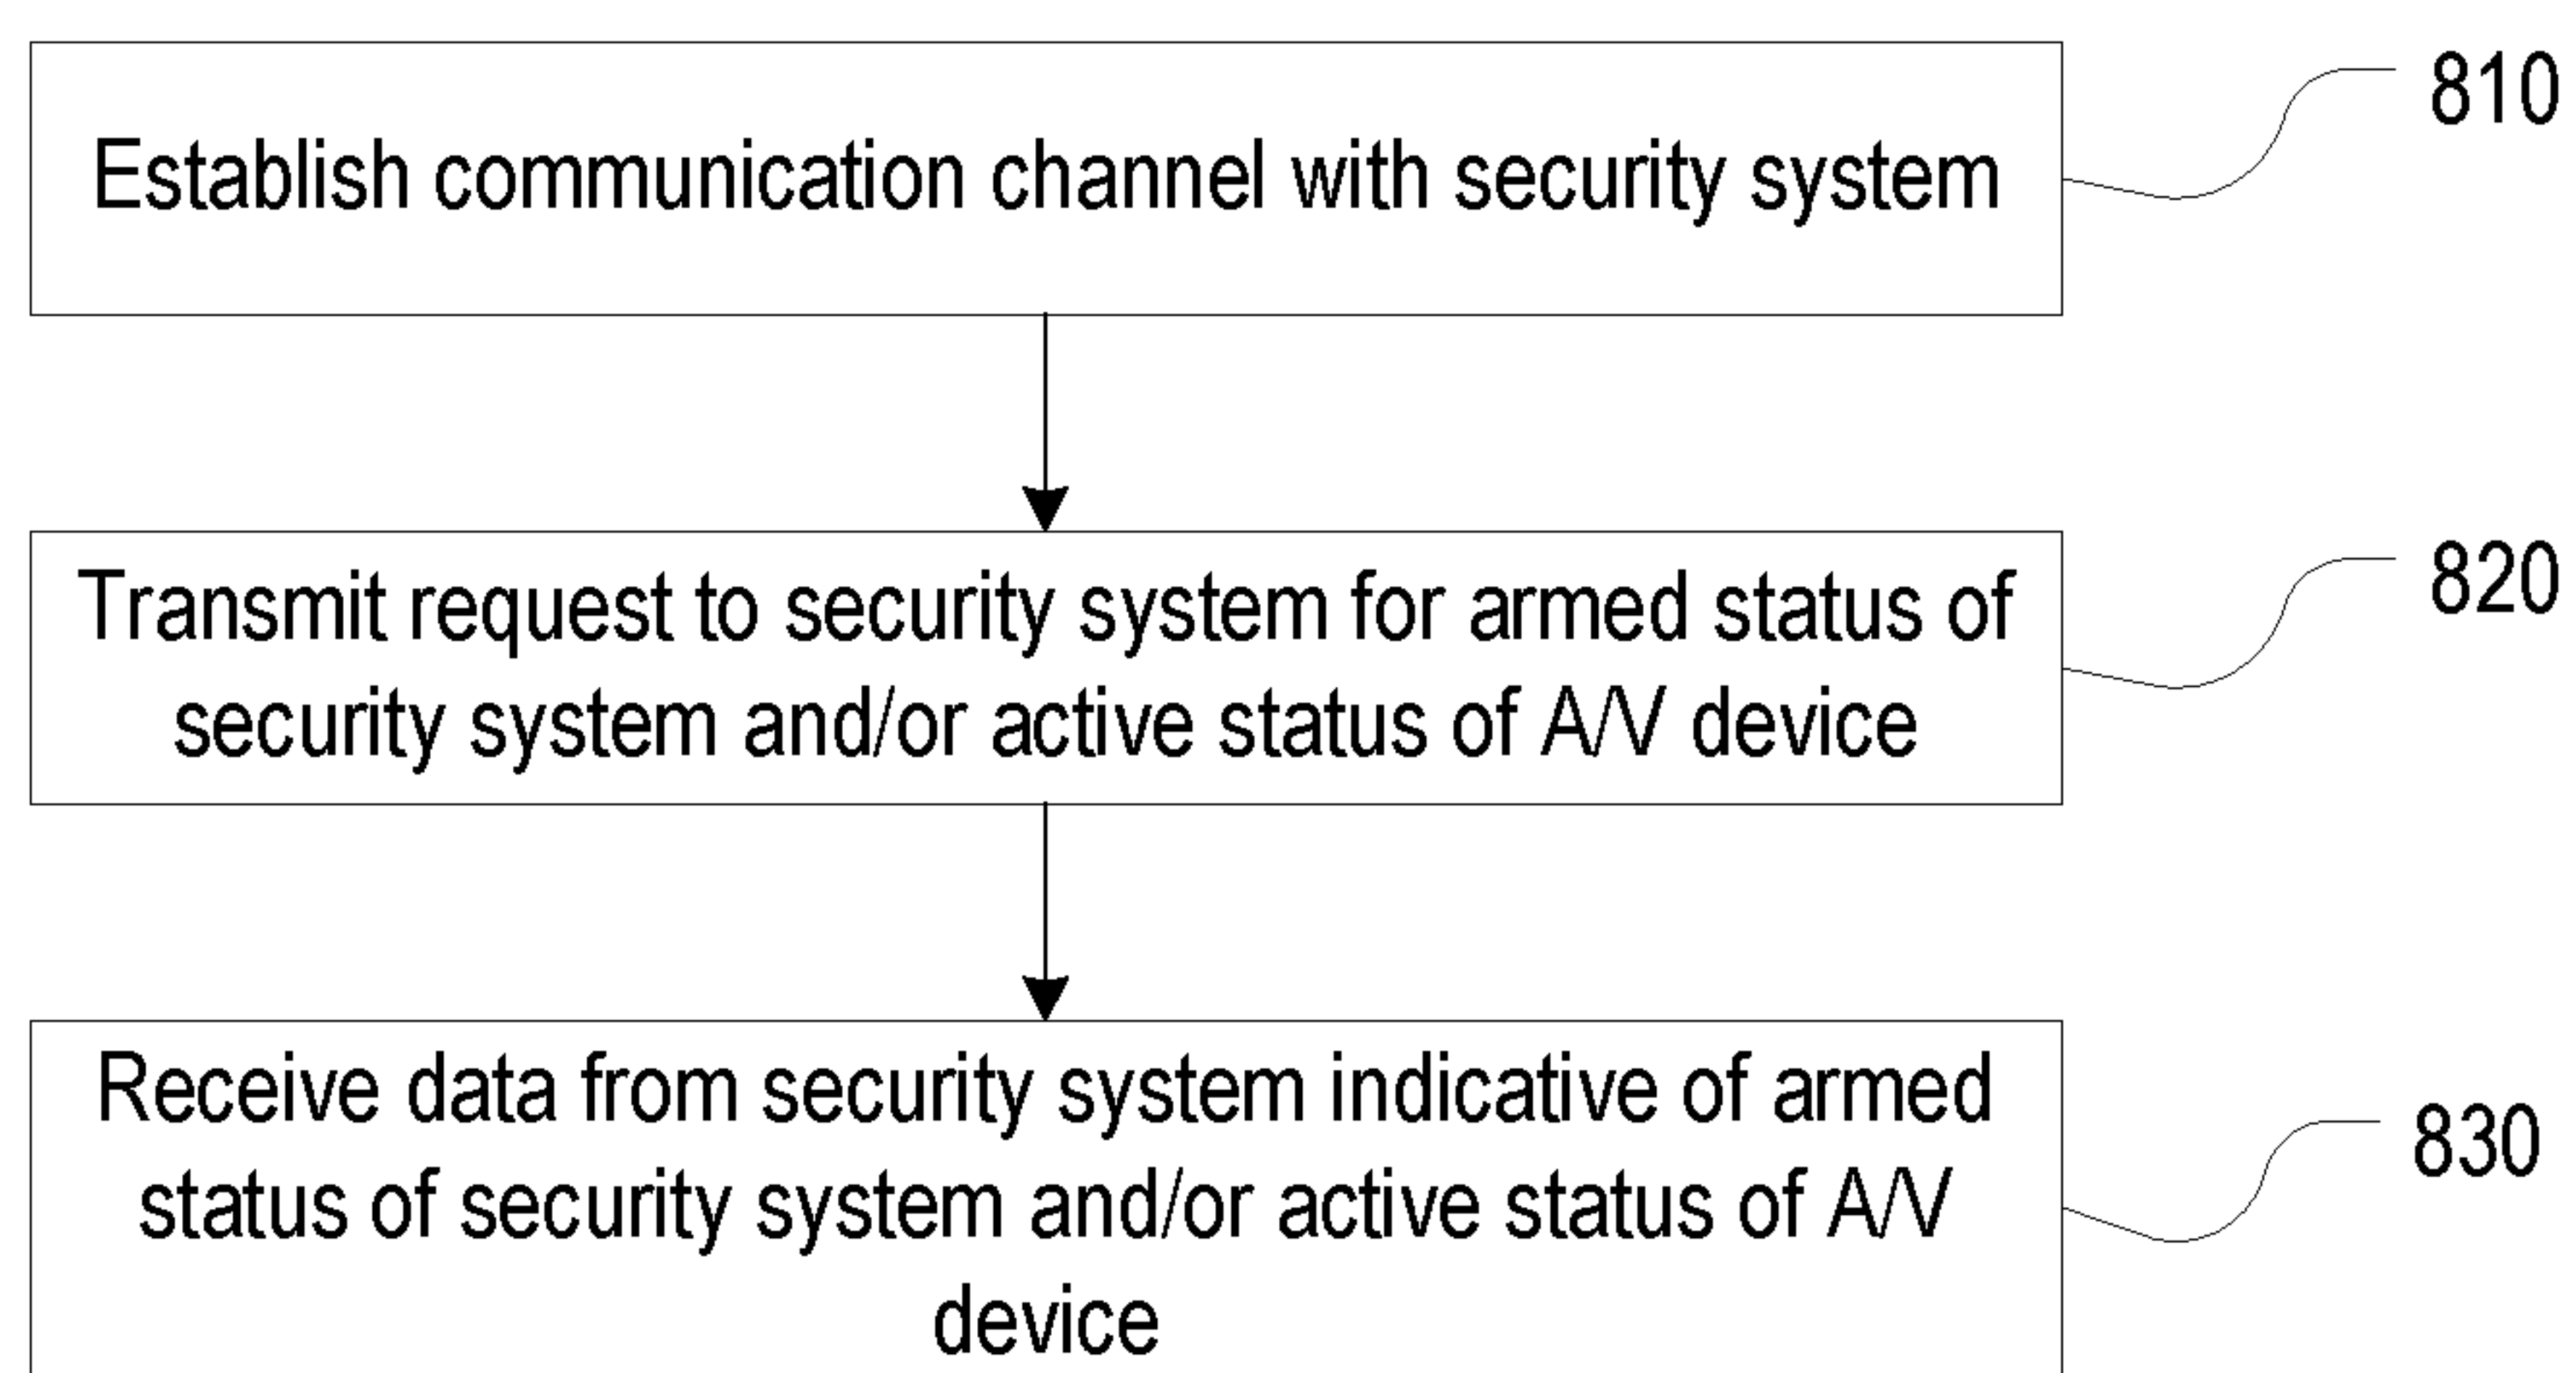 Establish communication channel with security system
810
Transmit request to security system for armed status of
security system and/or active status of A/V device
820
Receive data from security system indicative of armed
status of security system and/or active status of A/V
device
830